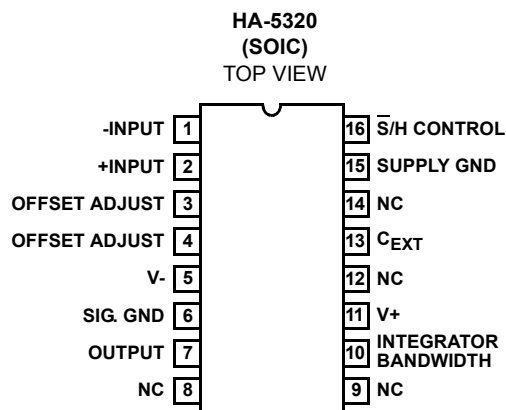 HA-5320
(SOIC)
TOP VIEW
-INPUT 1
+INPUT 2
OFFSET ADJUST 3
OFFSET ADJUST 4
V- 5
SIG. GND 6
OUTPUT 7
NC 8
16 S̅/H CONTROL
15 SUPPLY GND
14 NC
13 CEXT
12 NC
11 V+
10 INTEGRATOR
BANDWIDTH
9 NC